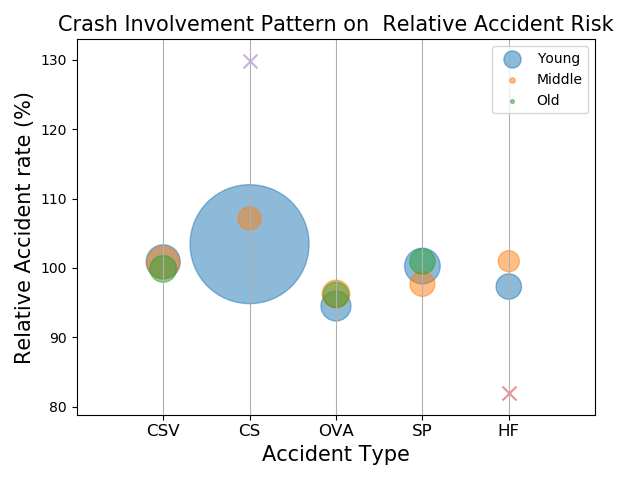 Crash Involvement Pattern on  Relative Accident Risk
Relative Accident rate (%)
130
120
110
100
90
80
Young
Middle
Old
CSV
CS
OVA
SP
HF
Accident Type